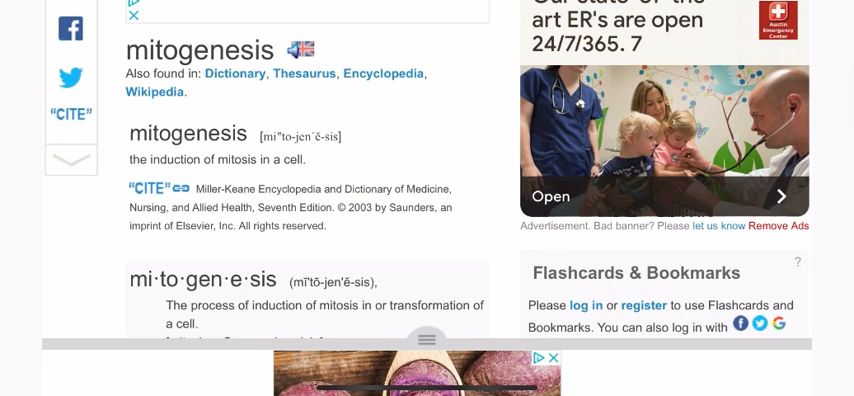 mitogenesis
Also found in: Dictionary, Thesaurus, Encyclopedia,
Wikipedia.
"CITE"
mitogenesis [mi″to-jen´ĕ-sis]
the induction of mitosis in a cell.
"CITE" Miller-Keane Encyclopedia and Dictionary of Medicine,
Nursing, and Allied Health, Seventh Edition. © 2003 by Saunders, an
imprint of Elsevier, Inc. All rights reserved.
mi·to·gen·e·sis (mī'tō-jen'ĕ-sis),
The process of induction of mitosis in or transformation of
a cell.
art ER's are open
24/7/365. 7
Austin
Emergency
Center
Open
Advertisement. Bad banner? Please let us know Remove Ads
?
Flashcards & Bookmarks
Please log in or register to use Flashcards and
Bookmarks. You can also log in with